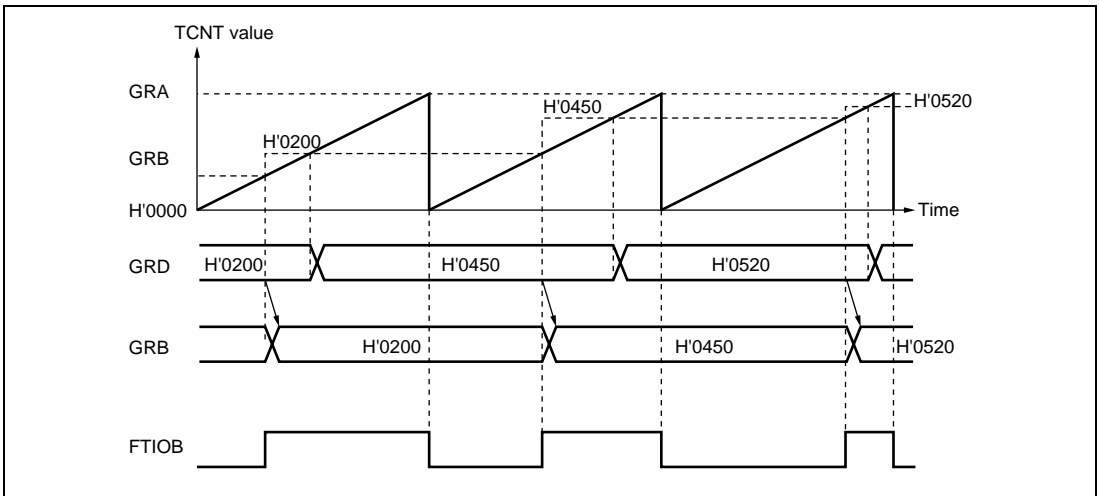 TCNT value
GRA
H'0450
H'0520
H'0200
GRB
H'0000
Time
GRD
H'0200
H'0450
H'0520
GRB
H'0200
H'0450
H'0520
FTIOB